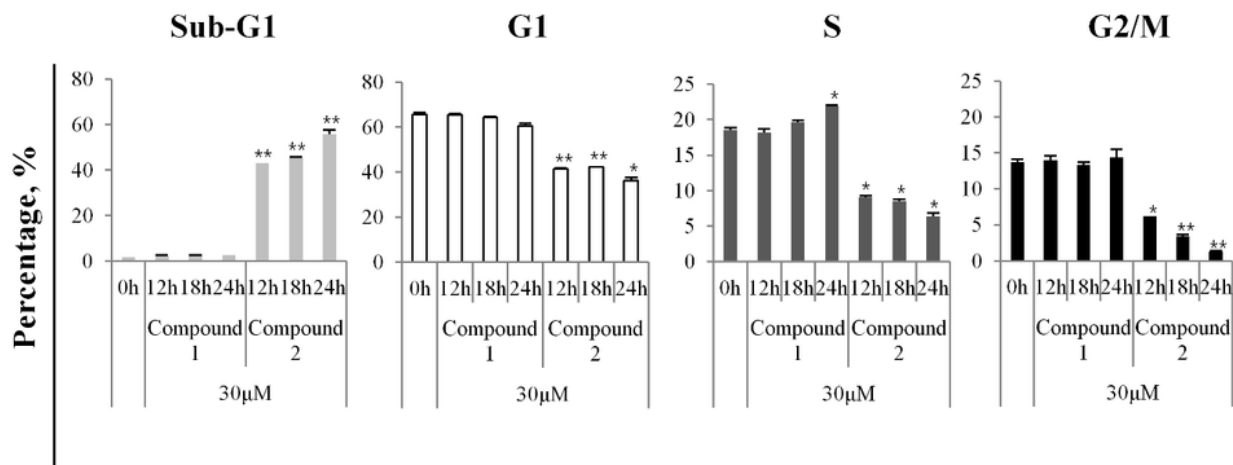 Sub-G1 G1 S G2/M
Percentage, %
80
60
40
20
0
** ** **
0h 12h 18h 24h 12h 18h 24h
Compound 1 Compound 2
30μM
80
60
40
20
0
** ** *
0h 12h 18h 24h 12h 18h 24h
Compound 1 Compound 2
30μM
25
20
15
10
5
0
* * * *
0h 12h 18h 24h 12h 18h 24h
Compound 1 Compound 2
30μM
25
20
15
10
5
0
* ** **
0h 12h 18h 24h 12h 18h 24h
Compound 1 Compound 2
30μM